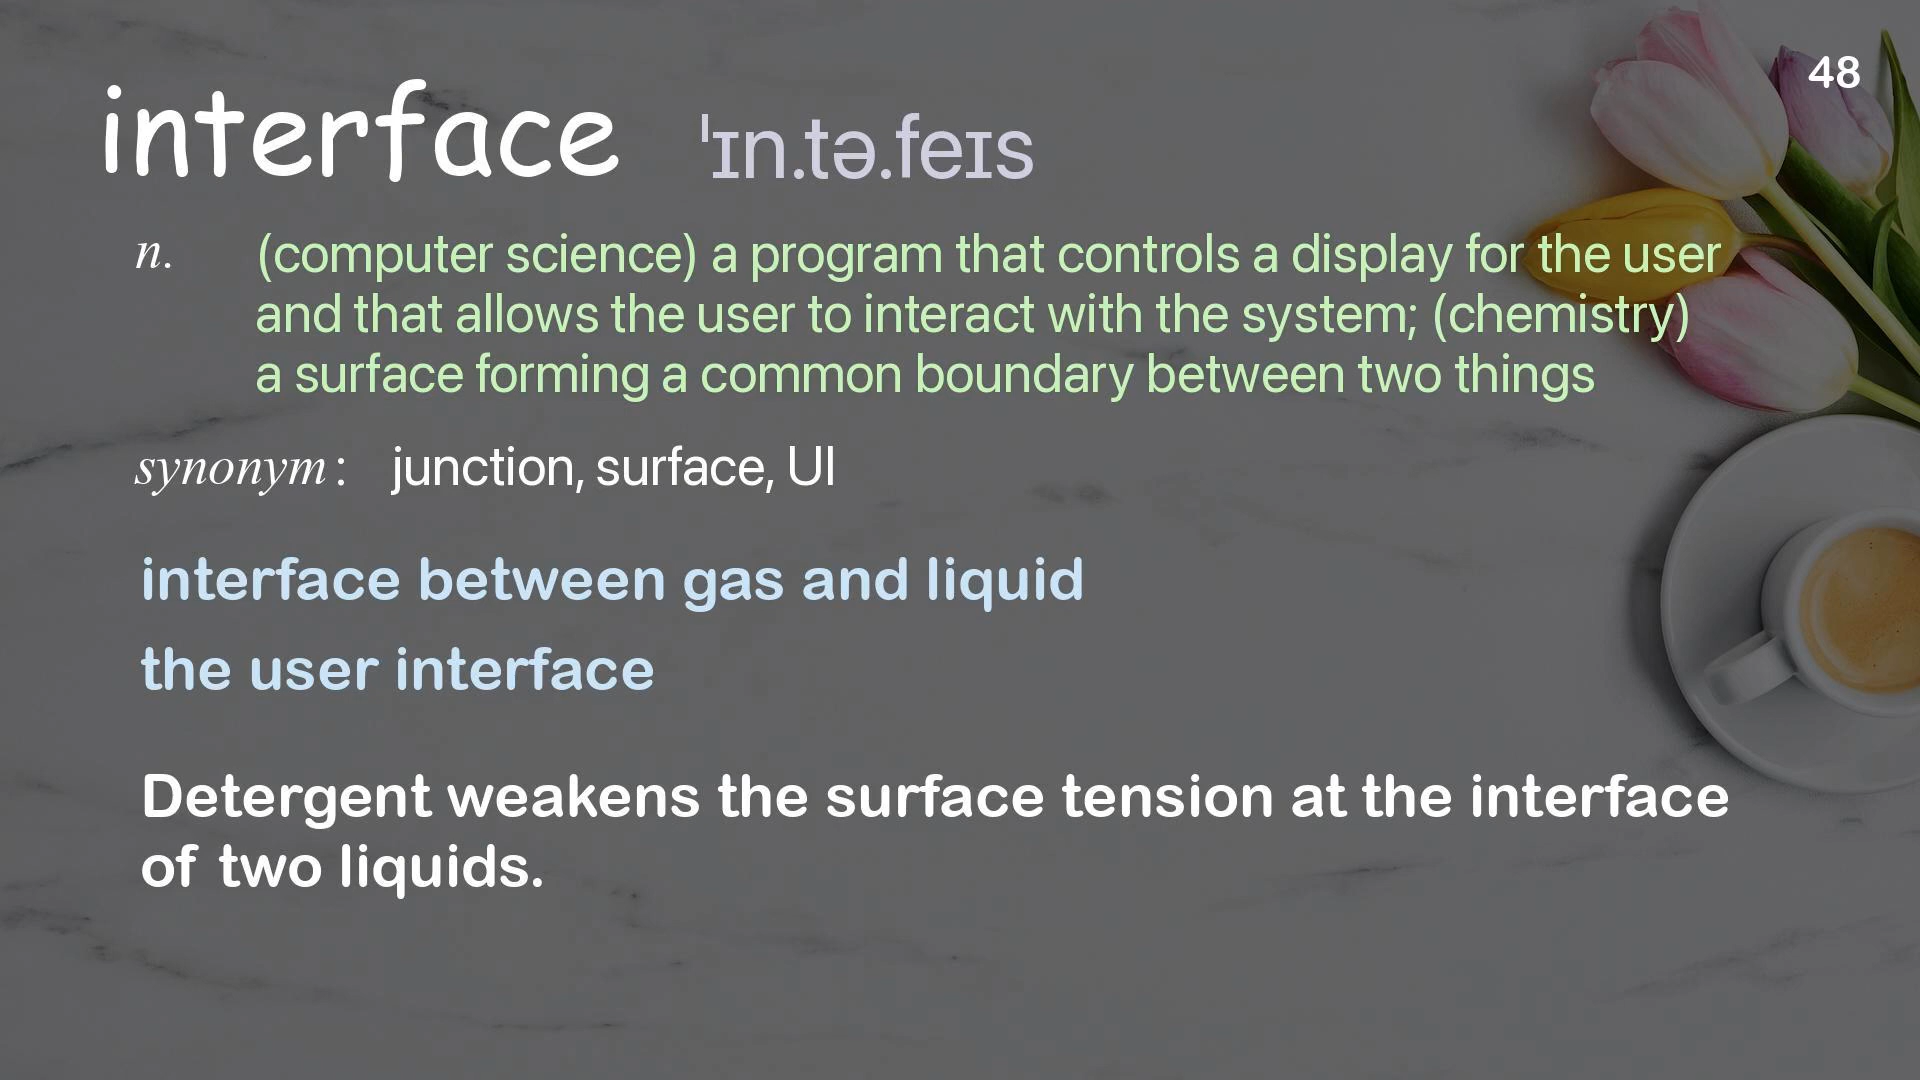 48
interface ˈɪn.tə.feɪs
n. (computer science) a program that controls a display for the user
and that allows the user to interact with the system; (chemistry)
a surface forming a common boundary between two things
synonym: junction, surface, UI
interface between gas and liquid
the user interface
Detergent weakens the surface tension at the interface
of two liquids.